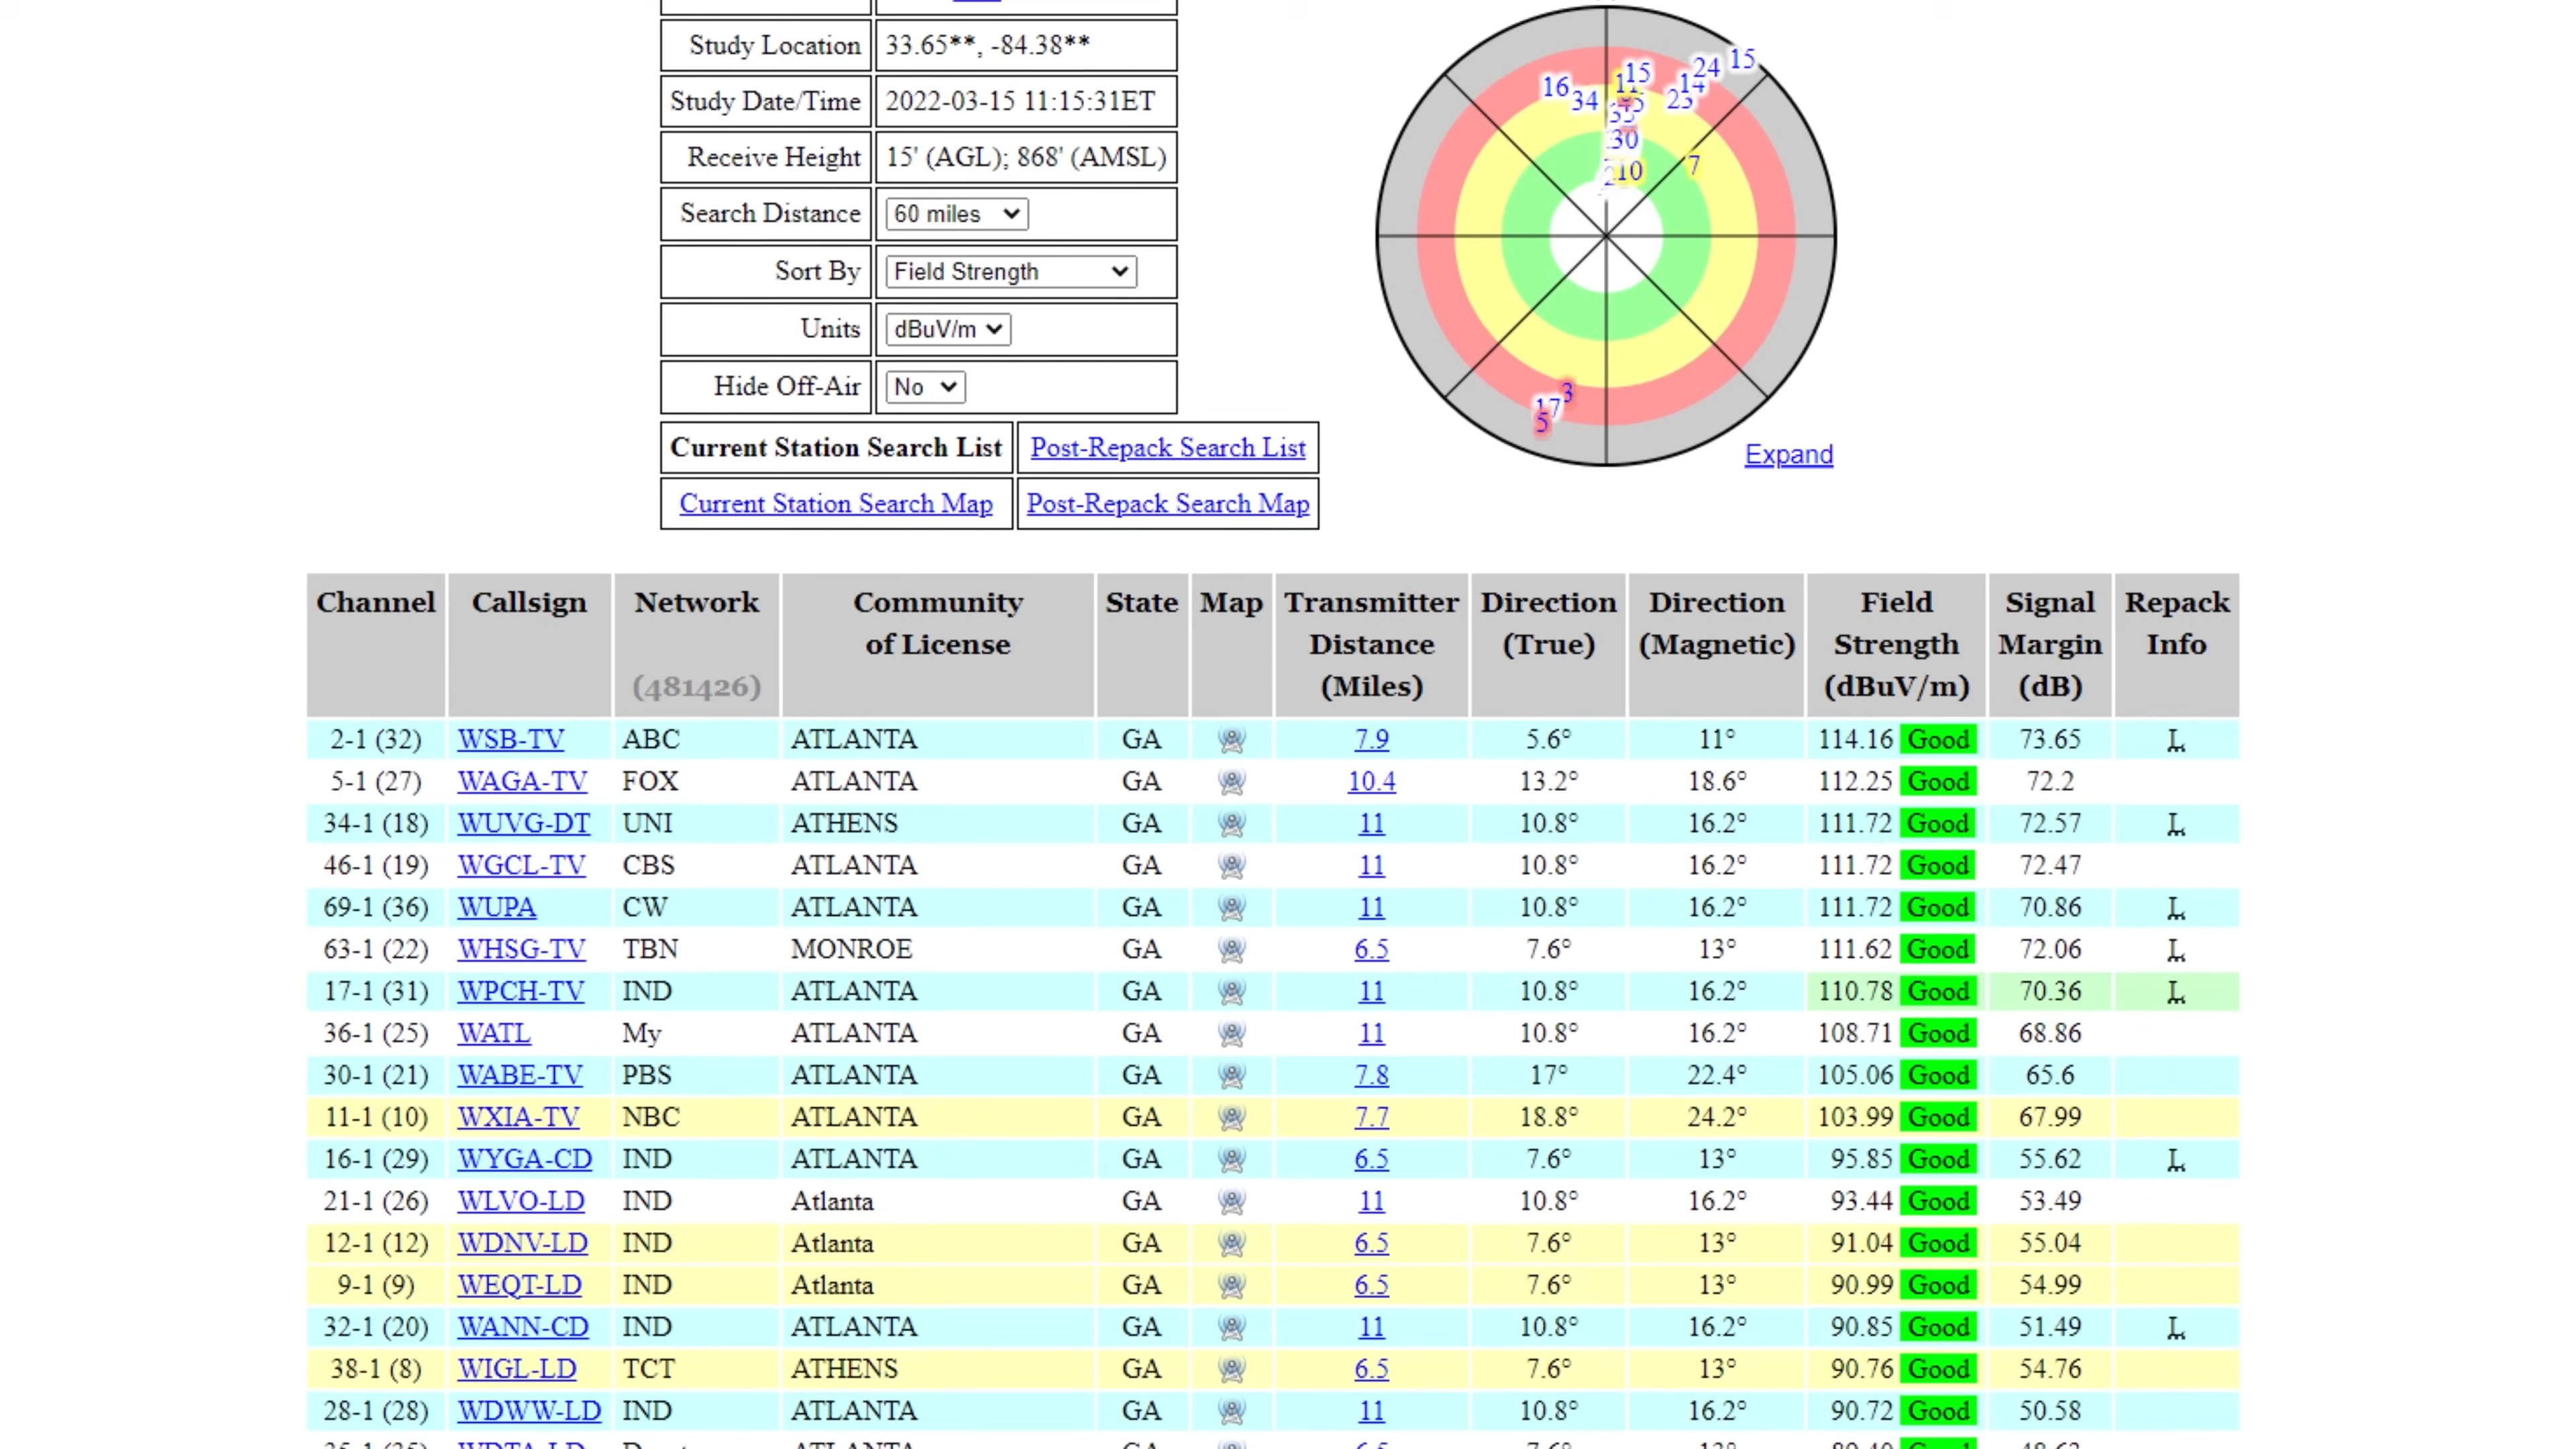 Study Location 33.65**, -84.38**
Study Date/Time 2022-03-15 11:15:31ET
Receive Height 15' (AGL); 868' (AMSL)
Search Distance 60 miles
Sort By Field Strength
Units dBuV/m
Hide Off-Air No
Current Station Search List Post-Repack Search List
Current Station Search Map Post-Repack Search Map
15
24
15
16
14
34
23
30
10
7
3
17
5
Expand
Channel Callsign Network Community State Map Transmitter Direction Direction Field Signal Repack
of License Distance (True) (Magnetic) Strength Margin Info
(481426) (Miles) (dBuV/m) (dB)
2-1 (32) WSB-TV ABC ATLANTA GA 7.9 5.6° 11° 114.16 Good 73.65 L
5-1 (27) WAGA-TV FOX ATLANTA GA 10.4 13.2° 18.6° 112.25 Good 72.2
34-1 (18) WUVG-DT UNI ATHENS GA 11 10.8° 16.2° 111.72 Good 72.57 L
46-1 (19) WGCL-TV CBS ATLANTA GA 11 10.8° 16.2° 111.72 Good 72.47
69-1 (36) WUPA CW ATLANTA GA 11 10.8° 16.2° 111.72 Good 70.86 L
63-1 (22) WHSG-TV TBN MONROE GA 6.5 7.6° 13° 111.62 Good 72.06 L
17-1 (31) WPCH-TV IND ATLANTA GA 11 10.8° 16.2° 110.78 Good 70.36 L
36-1 (25) WATL My ATLANTA GA 11 10.8° 16.2° 108.71 Good 68.86
30-1 (21) WABE-TV PBS ATLANTA GA 7.8 17° 22.4° 105.06 Good 65.6
11-1 (10) WXIA-TV NBC ATLANTA GA 7.7 18.8° 24.2° 103.99 Good 67.99
16-1 (29) WYGA-CD IND ATLANTA GA 6.5 7.6° 13° 95.85 Good 55.62 L
21-1 (26) WLVO-LD IND Atlanta GA 11 10.8° 16.2° 93.44 Good 53.49
12-1 (12) WDNV-LD IND Atlanta GA 6.5 7.6° 13° 91.04 Good 55.04
9-1 (9) WEQT-LD IND Atlanta GA 6.5 7.6° 13° 90.99 Good 54.99
32-1 (20) WANN-CD IND ATLANTA GA 11 10.8° 16.2° 90.85 Good 51.49 L
38-1 (8) WIGL-LD TCT ATHENS GA 6.5 7.6° 13° 90.76 Good 54.76
28-1 (28) WDWW-LD IND ATLANTA GA 11 10.8° 16.2° 90.72 Good 50.58